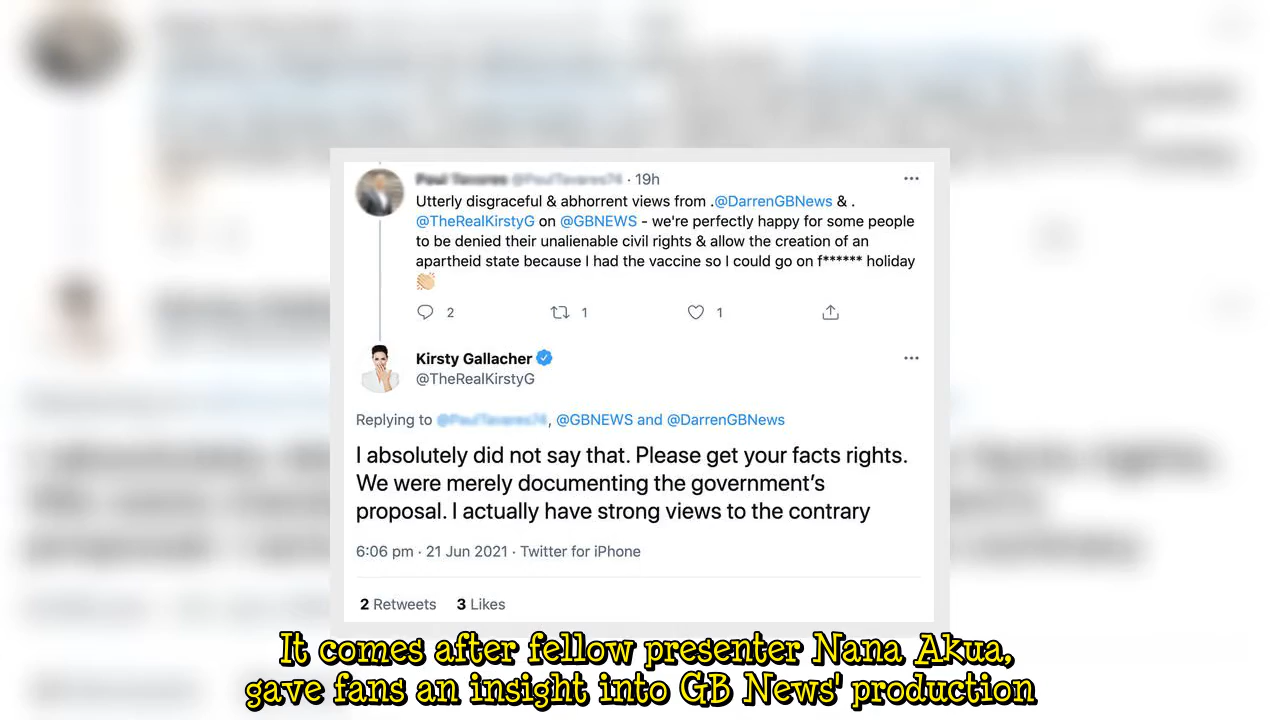 · 19h
Utterly disgraceful & abhorrent views from .@DarrenGBNews & .
@TheRealKirstyG on @GBNEWS - we're perfectly happy for some people
to be denied their unalienable civil rights & allow the creation of an
apartheid state because I had the vaccine so I could go on f****** holiday
2 1 1
Kirsty Gallacher
@TheRealKirstyG
Replying to , @GBNEWS and @DarrenGBNews
I absolutely did not say that. Please get your facts rights.
We were merely documenting the government's
proposal. I actually have strong views to the contrary
6:06 pm · 21 Jun 2021 · Twitter for iPhone
2 Retweets 3 Likes
It comes after fellow presenter Nana Akua,
gave fans an insight into GB News' production